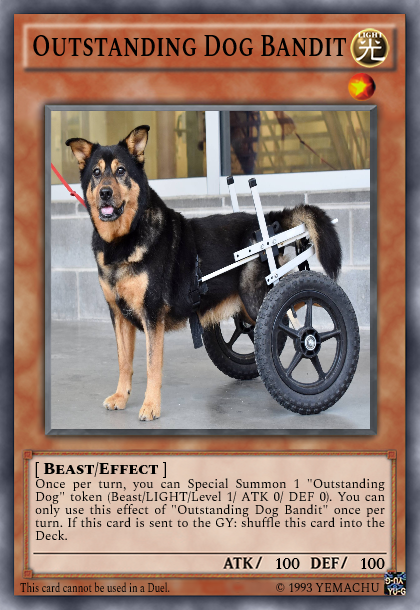 Outstanding Dog Bandit
LIGHT
光
[ Beast/Effect ]
Once per turn, you can Special Summon 1 "Outstanding
Dog" token (Beast/LIGHT/Level 1/ ATK 0/ DEF 0). You can
only use this effect of "Outstanding Dog Bandit" once per
turn. If this card is sent to the GY: shuffle this card into the
Deck.
ATK/ 100 DEF/ 100
This card cannot be used in a Duel.
© 1993 YEMACHU